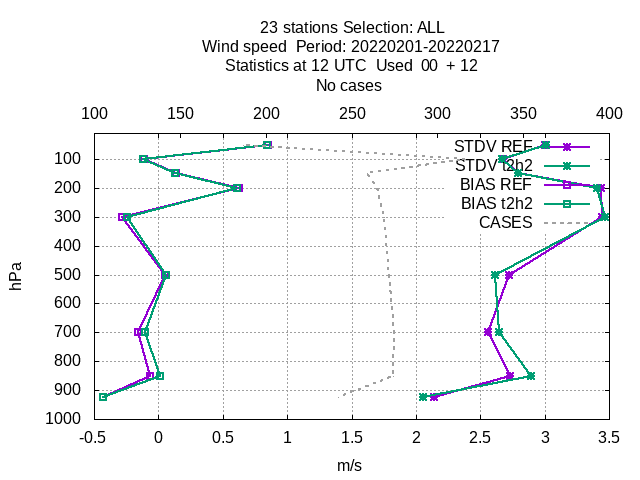 23 stations Selection: ALL
Wind speed  Period: 20220201-20220217
Statistics at 12 UTC  Used  00  + 12
No cases
100 150 200 250 300 350 400
STDV REF
STDV t2h2
BIAS REF
BIAS t2h2
CASES
100
200
300
400
500
600
700
800
900
1000
hPa
-0.5 0 0.5 1 1.5 2 2.5 3 3.5
m/s